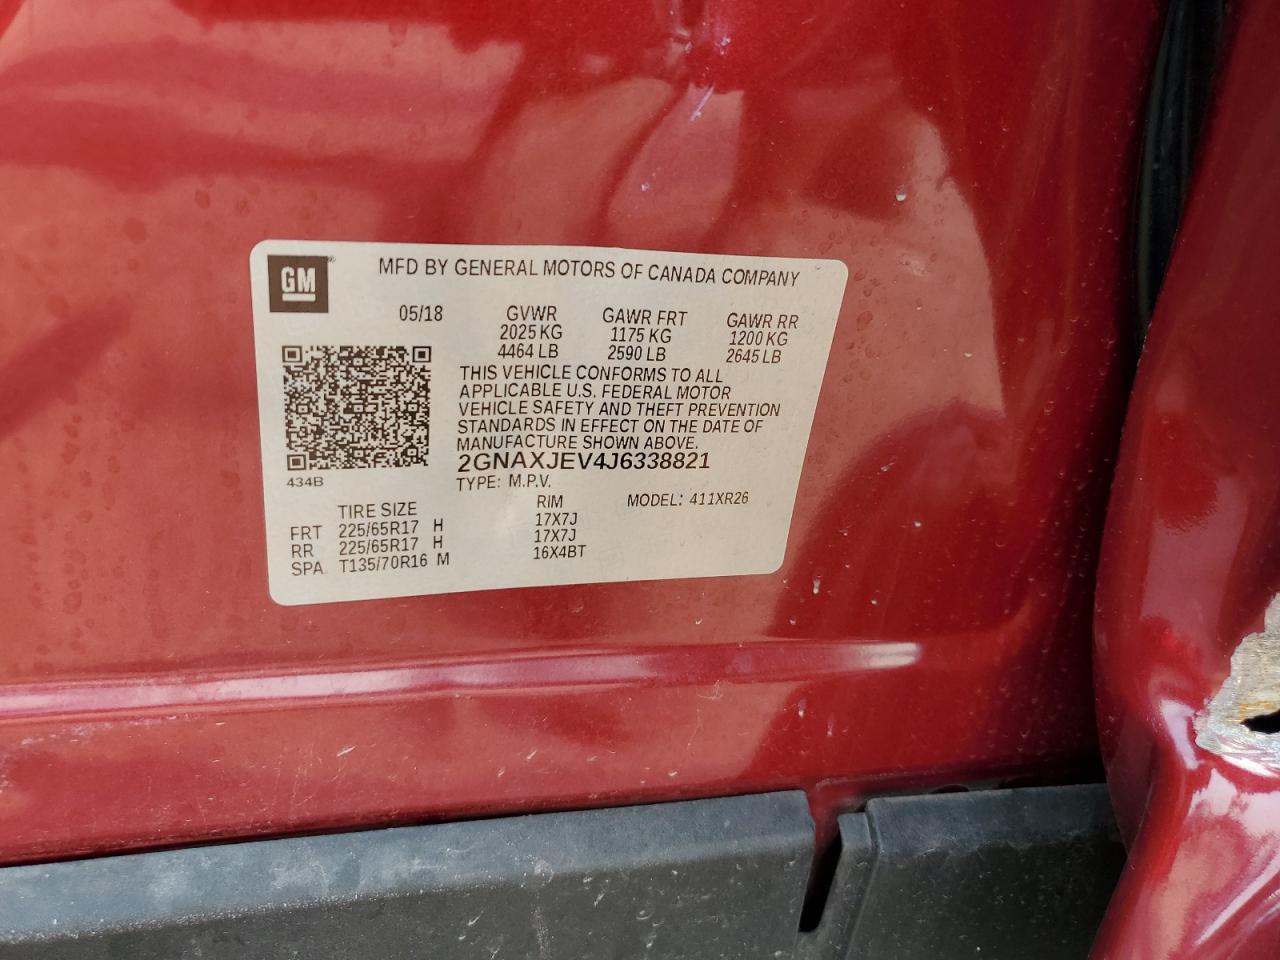 GM
MFD BY GENERAL MOTORS OF CANADA COMPANY
05/18 GVWR GAWR FRT GAWR RR
2025 KG 1175 KG 1200 KG
4464 LB 2590 LB 2645 LB
THIS VEHICLE CONFORMS TO ALL
APPLICABLE U.S. FEDERAL MOTOR
VEHICLE SAFETY AND THEFT PREVENTION
STANDARDS IN EFFECT ON THE DATE OF
MANUFACTURE SHOWN ABOVE.
2GNAXJEV4J6338821
434B TYPE: M.P.V.
TIRE SIZE RIM MODEL: 411XR26
FRT 225/65R17 H 17X7J
RR 225/65R17 H 17X7J
SPA T135/70R16 M 16X4BT